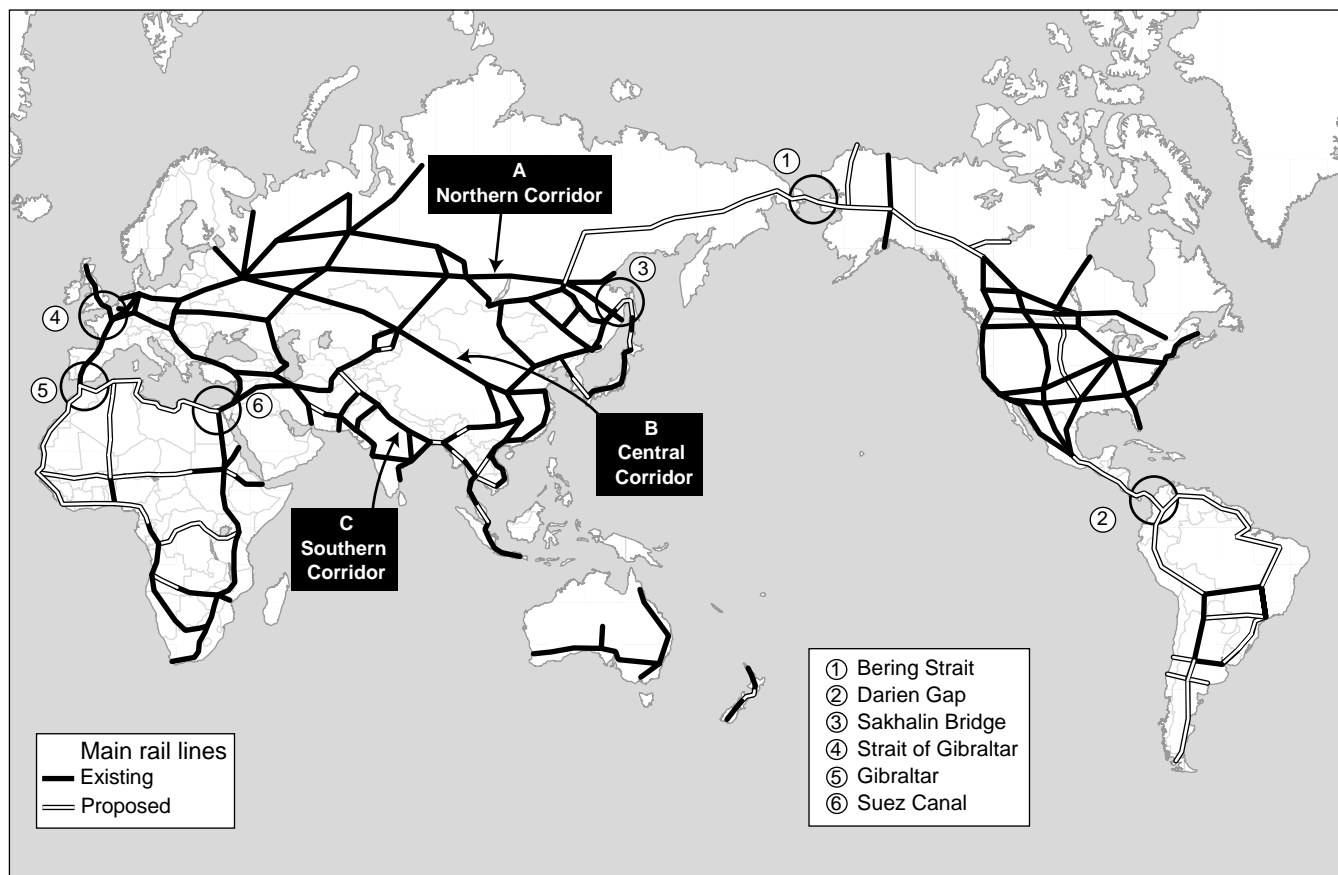 ①
A
Northern Corridor
③
④
⑤
⑥
B
Central
Corridor
②
C
Southern
Corridor
① Bering Strait
② Darien Gap
③ Sakhalin Bridge
④ Strait of Gibraltar
⑤ Gibraltar
⑥ Suez Canal
Main rail lines
Existing
Proposed